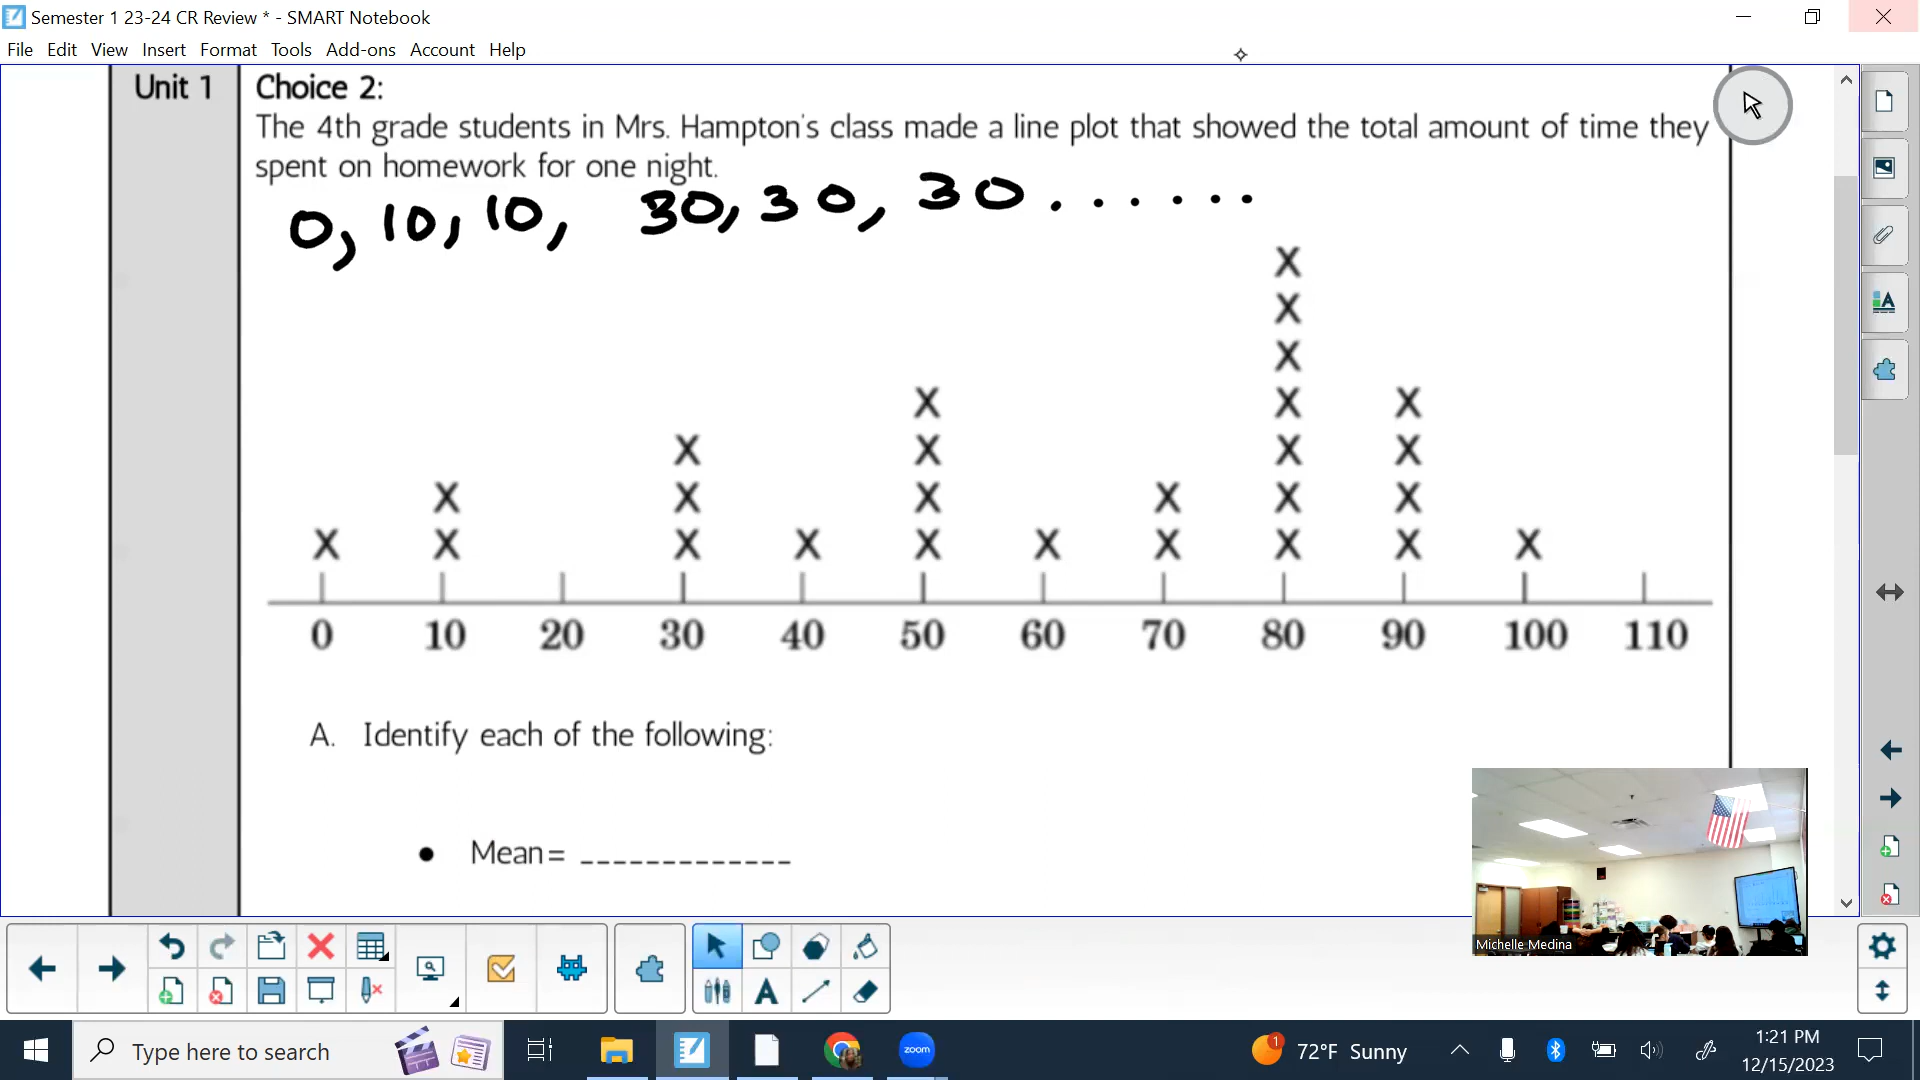 Semester 1 23-24 CR Review * - SMART Notebook
File Edit View Insert Format Tools Add-ons Account Help
Unit 1
Choice 2:
The 4th grade students in Mrs. Hampton's class made a line plot that showed the total amount of time they
spent on homework for one night.
0, 10, 10, 30, 30, 30 . . . . . .
X
X
X
X X X
X X X X
X X X X X X
X X X X X X X X X
0 10 20 30 40 50 60 70 80 90 100 110
A. Identify each of the following:
• Mean= _____________
Michelle Medina
Type here to search
zoom
1
72°F Sunny
1:21 PM
12/15/2023